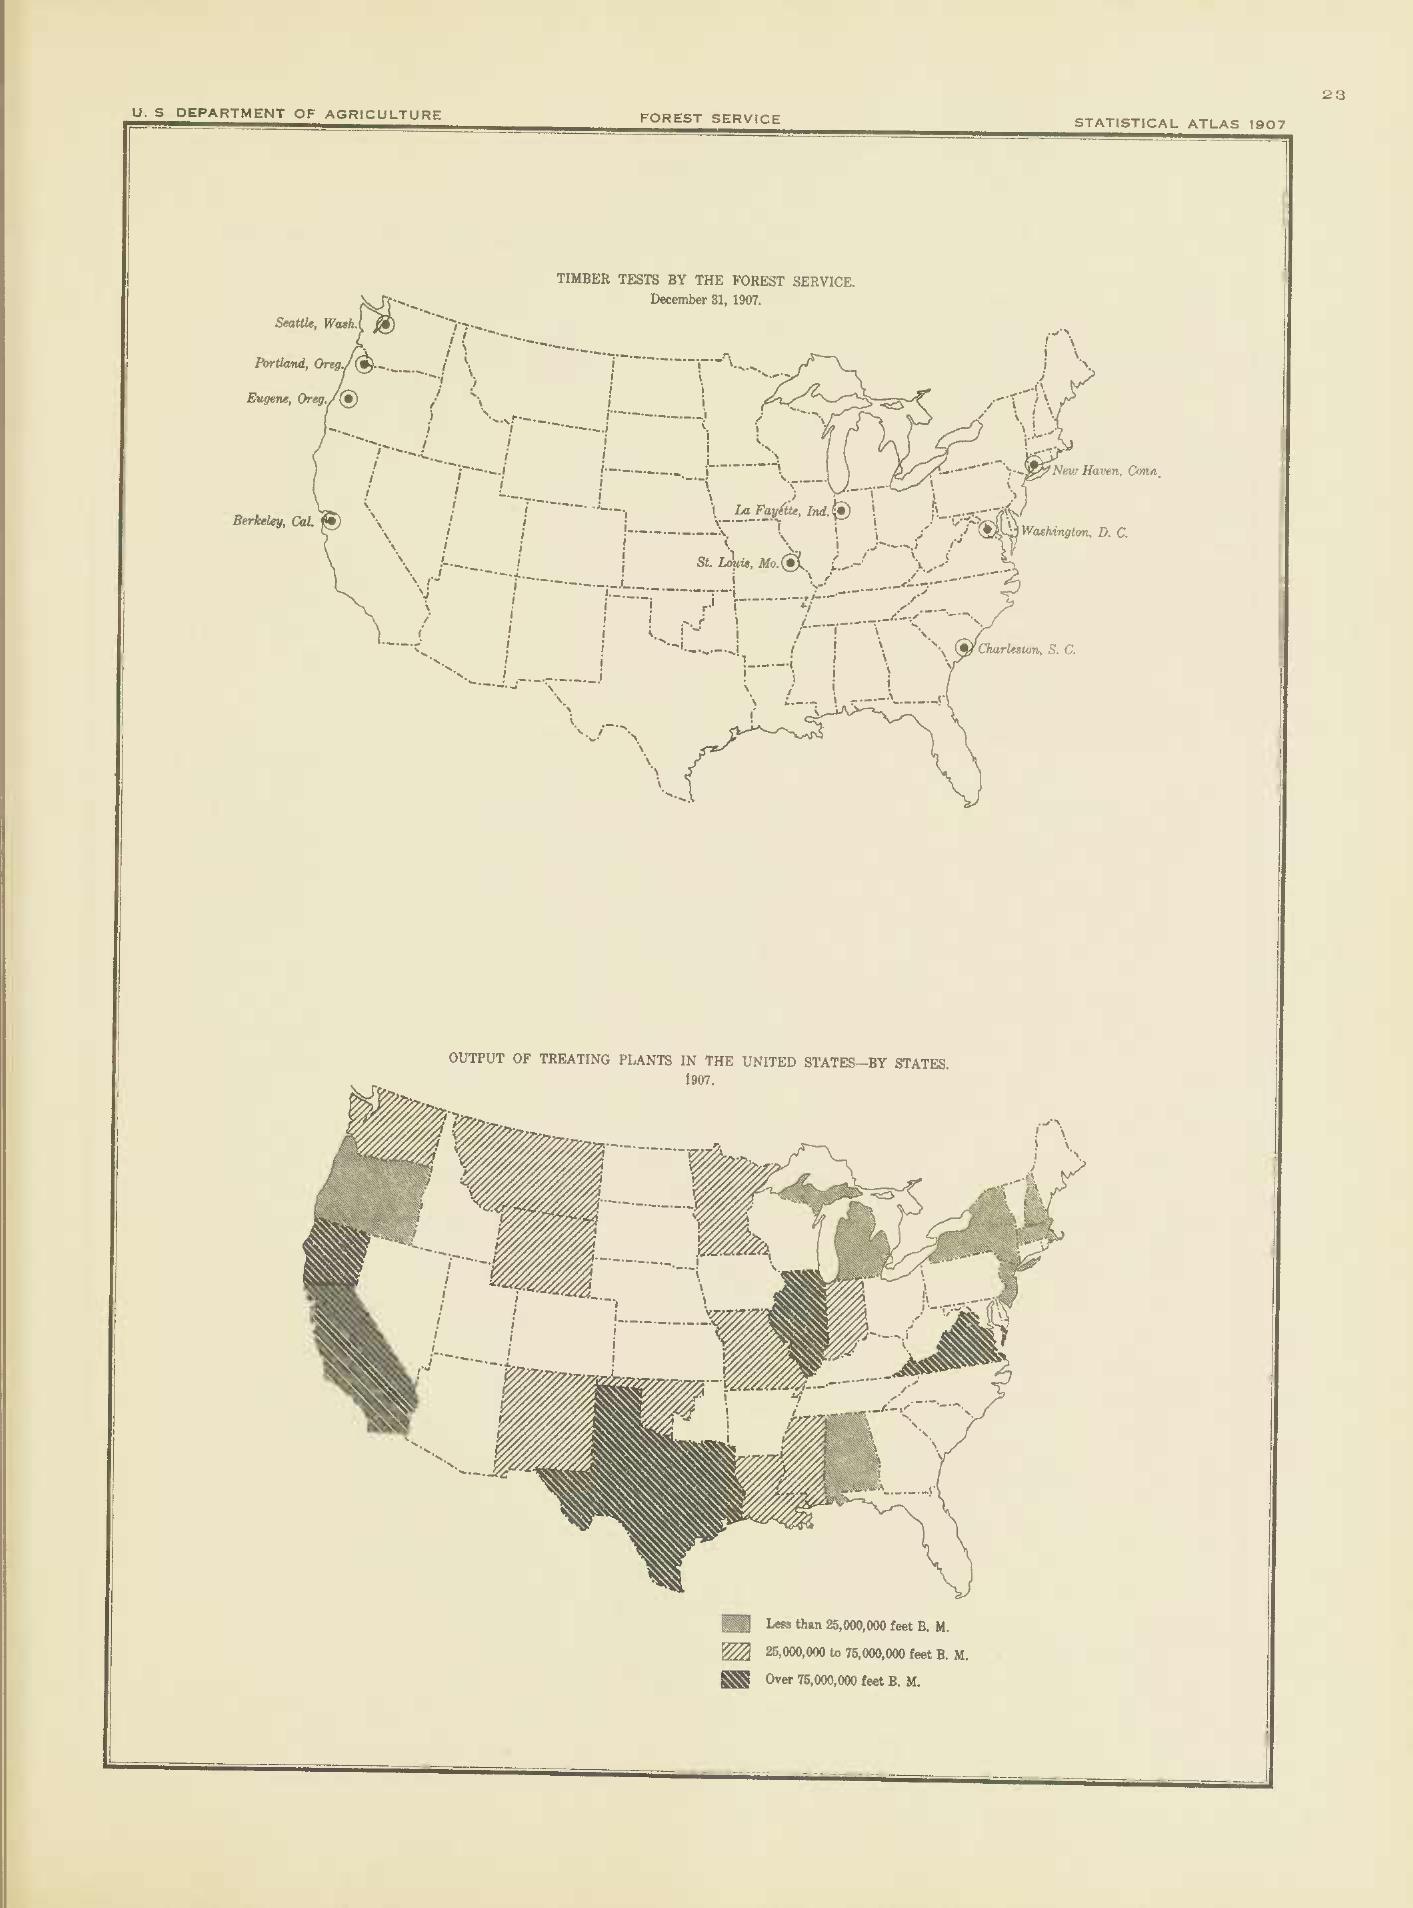 23
U. S DEPARTMENT OF AGRICULTURE
FOREST SERVICE
STATISTICAL ATLAS 1907
TIMBER TESTS BY THE FOREST SERVICE.
December 31, 1907.
Seattle, Wash.
Portland, Oreg.
Eugene, Oreg.
New Haven, Conn.
La Fayette, Ind.
Berkeley, Cal.
Washington, D. C.
St. Louis, Mo.
Charleston, S. C.
OUTPUT OF TREATING PLANTS IN THE UNITED STATES—BY STATES.
1907.
Less than 25,000,000 feet B. M.
25,000,000 to 75,000,000 feet B. M.
Over 75,000,000 feet B. M.